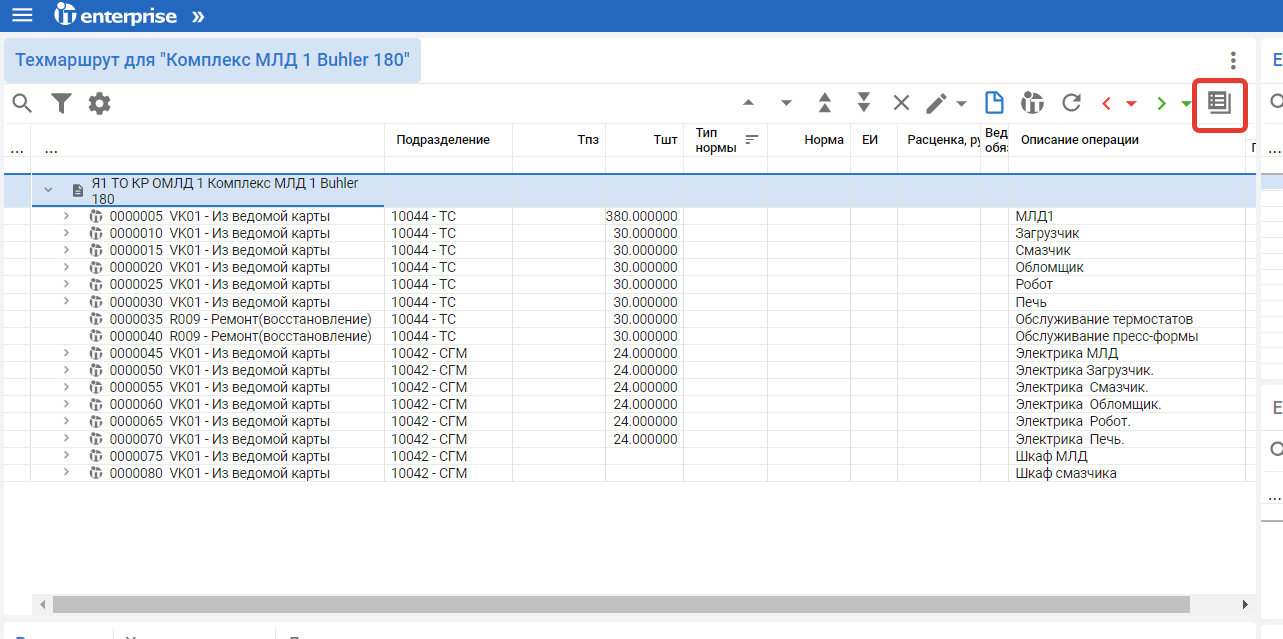 enterprise »
Техмаршрут для "Комплекс МЛД 1 Buhler 180"
... ... Подразделение Тпз Тшт Тип нормы Норма ЕИ Расценка, ру Вед обяз Описание операции
Я1 ТО КР ОМЛД 1 Комплекс МЛД 1 Buhler
180
0000005 VK01 - Из ведомой карты 10044 - ТС 380.000000 МЛД1
0000010 VK01 - Из ведомой карты 10044 - ТС 30.000000 Загрузчик
0000015 VK01 - Из ведомой карты 10044 - ТС 30.000000 Смазчик
0000020 VK01 - Из ведомой карты 10044 - ТС 30.000000 Обломщик
0000025 VK01 - Из ведомой карты 10044 - ТС 30.000000 Робот
0000030 VK01 - Из ведомой карты 10044 - ТС 30.000000 Печь
0000035 R009 - Ремонт(восстановление) 10044 - ТС 30.000000 Обслуживание термостатов
0000040 R009 - Ремонт(восстановление) 10044 - ТС 30.000000 Обслуживание пресс-формы
0000045 VK01 - Из ведомой карты 10042 - СГМ 24.000000 Электрика МЛД
0000050 VK01 - Из ведомой карты 10042 - СГМ 24.000000 Электрика Загрузчик.
0000055 VK01 - Из ведомой карты 10042 - СГМ 24.000000 Электрика Смазчик.
0000060 VK01 - Из ведомой карты 10042 - СГМ 24.000000 Электрика Обломщик.
0000065 VK01 - Из ведомой карты 10042 - СГМ 24.000000 Электрика Робот.
0000070 VK01 - Из ведомой карты 10042 - СГМ 24.000000 Электрика Печь.
0000075 VK01 - Из ведомой карты 10042 - СГМ Шкаф МЛД
0000080 VK01 - Из ведомой карты 10042 - СГМ Шкаф смазчика